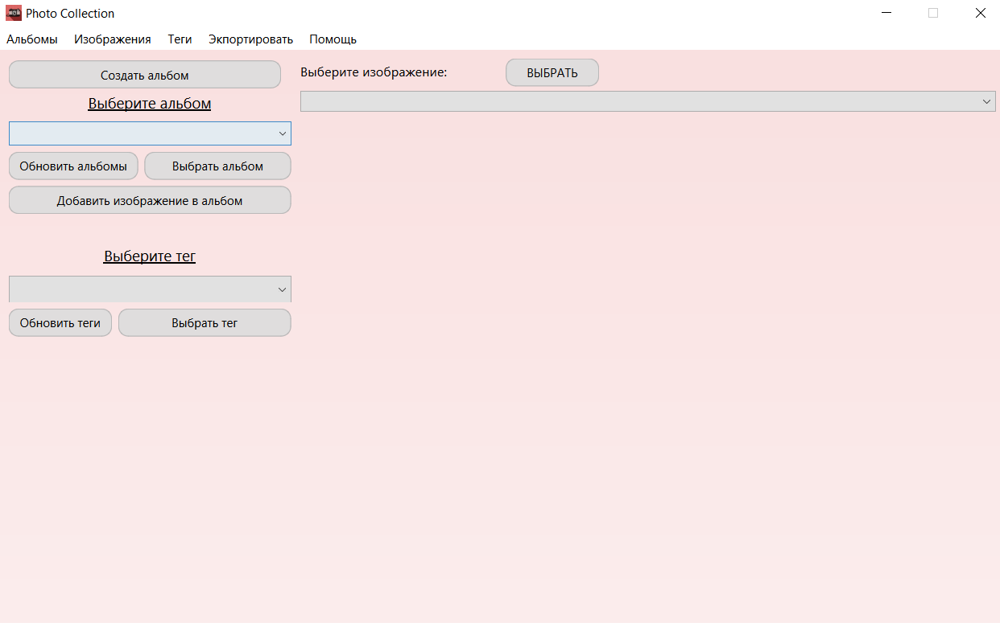 Photo Collection
Альбомы Изображения Теги Экпортировать Помощь
Создать альбом
Выберите альбом
Обновить альбомы Выбрать альбом
Добавить изображение в альбом
Выберите тег
Обновить теги Выбрать тег
Выберите изображение: ВЫБРАТЬ